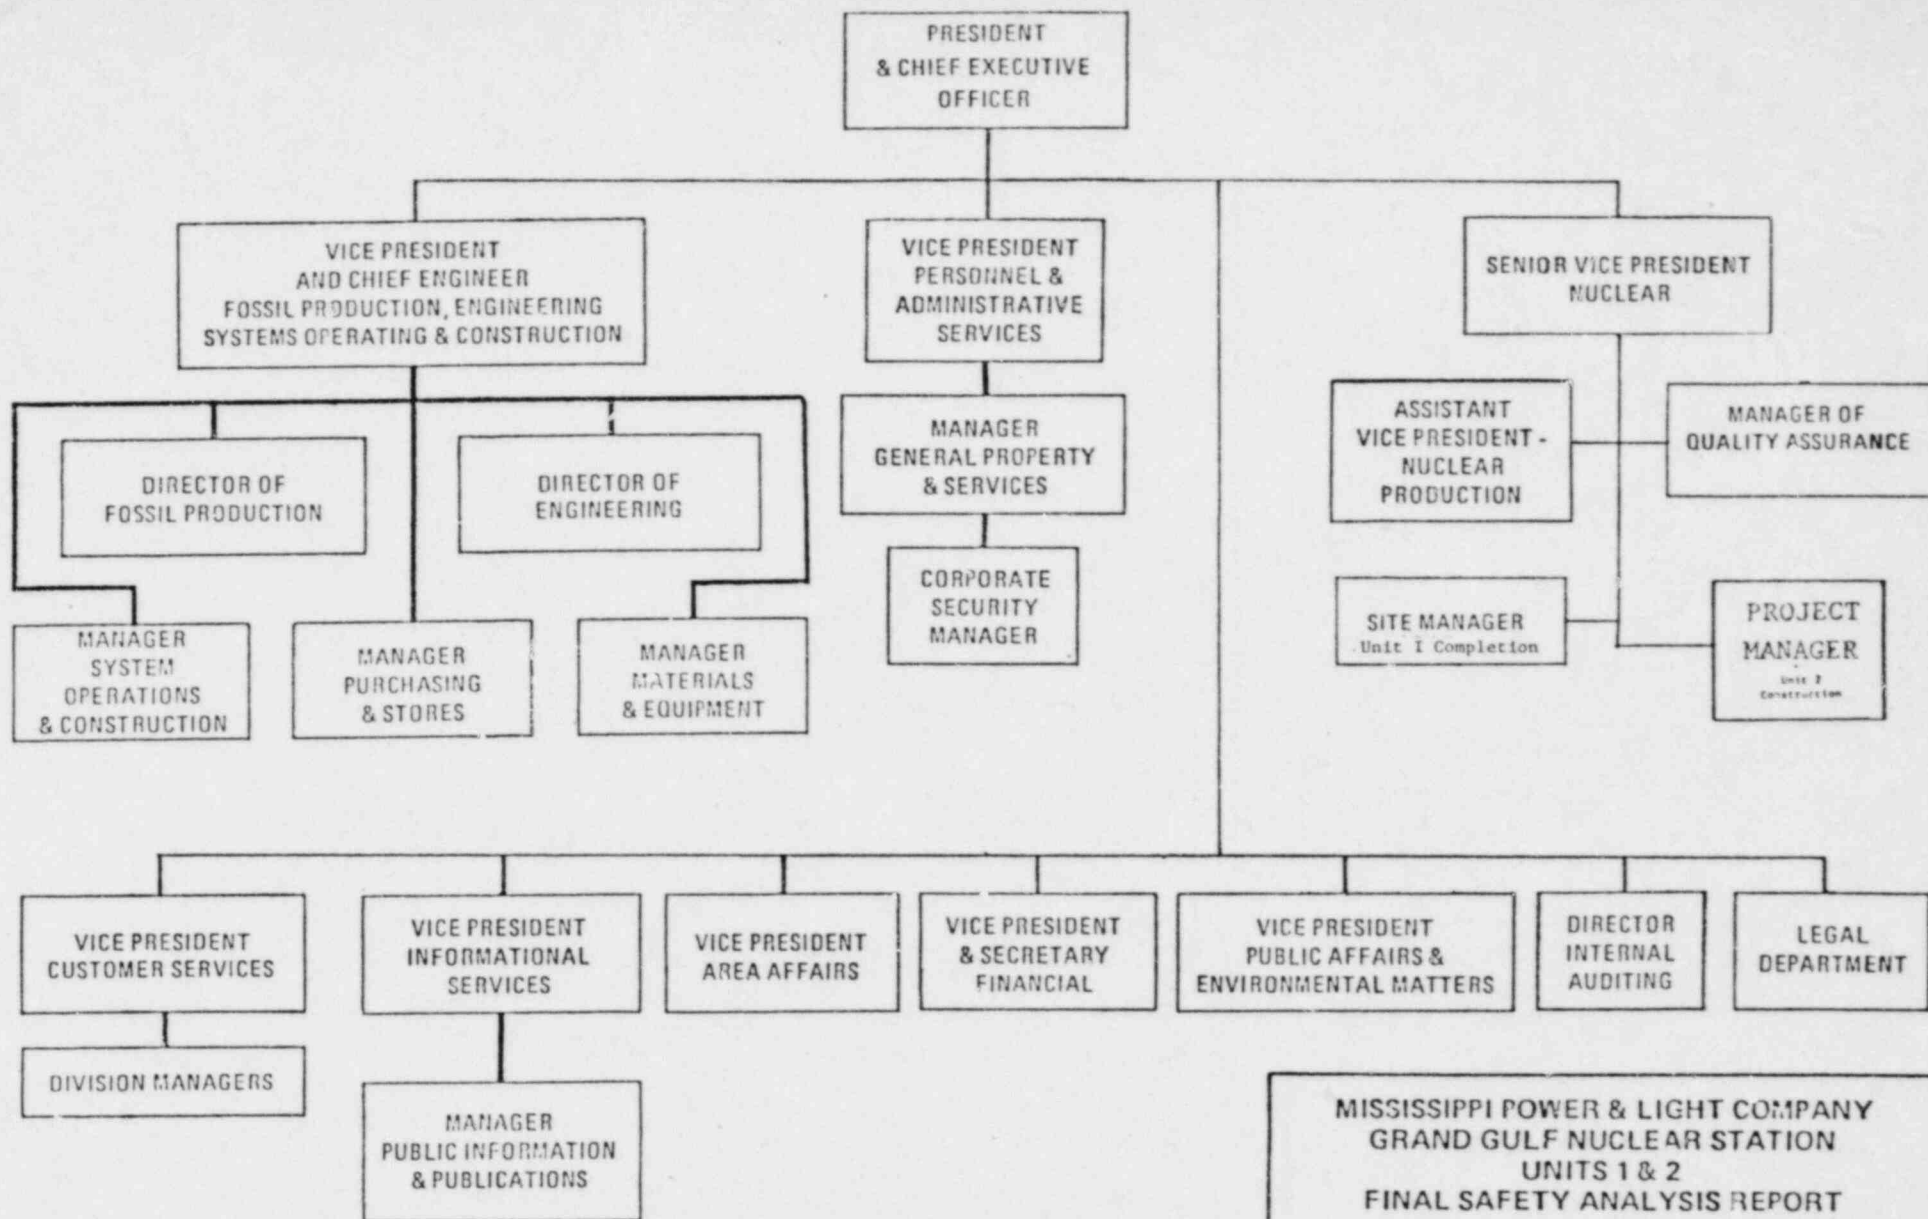 PRESIDENT
& CHIEF EXECUTIVE
OFFICER
VICE PRESIDENT
AND CHIEF ENGINEER
FOSSIL PRODUCTION, ENGINEERING
SYSTEMS OPERATING & CONSTRUCTION
VICE PRESIDENT
PERSONNEL &
ADMINISTRATIVE
SERVICES
SENIOR VICE PRESIDENT
NUCLEAR
DIRECTOR OF
FOSSIL PRODUCTION
DIRECTOR OF
ENGINEERING
MANAGER
GENERAL PROPERTY
& SERVICES
ASSISTANT
VICE PRESIDENT -
NUCLEAR
PRODUCTION
MANAGER OF
QUALITY ASSURANCE
MANAGER
SYSTEM
OPERATIONS
& CONSTRUCTION
MANAGER
PURCHASING
& STORES
MANAGER
MATERIALS
& EQUIPMENT
CORPORATE
SECURITY
MANAGER
SITE MANAGER
Unit I Completion
PROJECT
MANAGER
Unit 2
Construction
VICE PRESIDENT
CUSTOMER SERVICES
VICE PRESIDENT
INFORMATIONAL
SERVICES
VICE PRESIDENT
AREA AFFAIRS
VICE PRESIDENT
& SECRETARY
FINANCIAL
VICE PRESIDENT
PUBLIC AFFAIRS &
ENVIRONMENTAL MATTERS
DIRECTOR
INTERNAL
AUDITING
LEGAL
DEPARTMENT
DIVISION MANAGERS
MANAGER
PUBLIC INFORMATION
& PUBLICATIONS
MISSISSIPPI POWER & LIGHT COMPANY
GRAND GULF NUCLEAR STATION
UNITS 1 & 2
FINAL SAFETY ANALYSIS REPORT